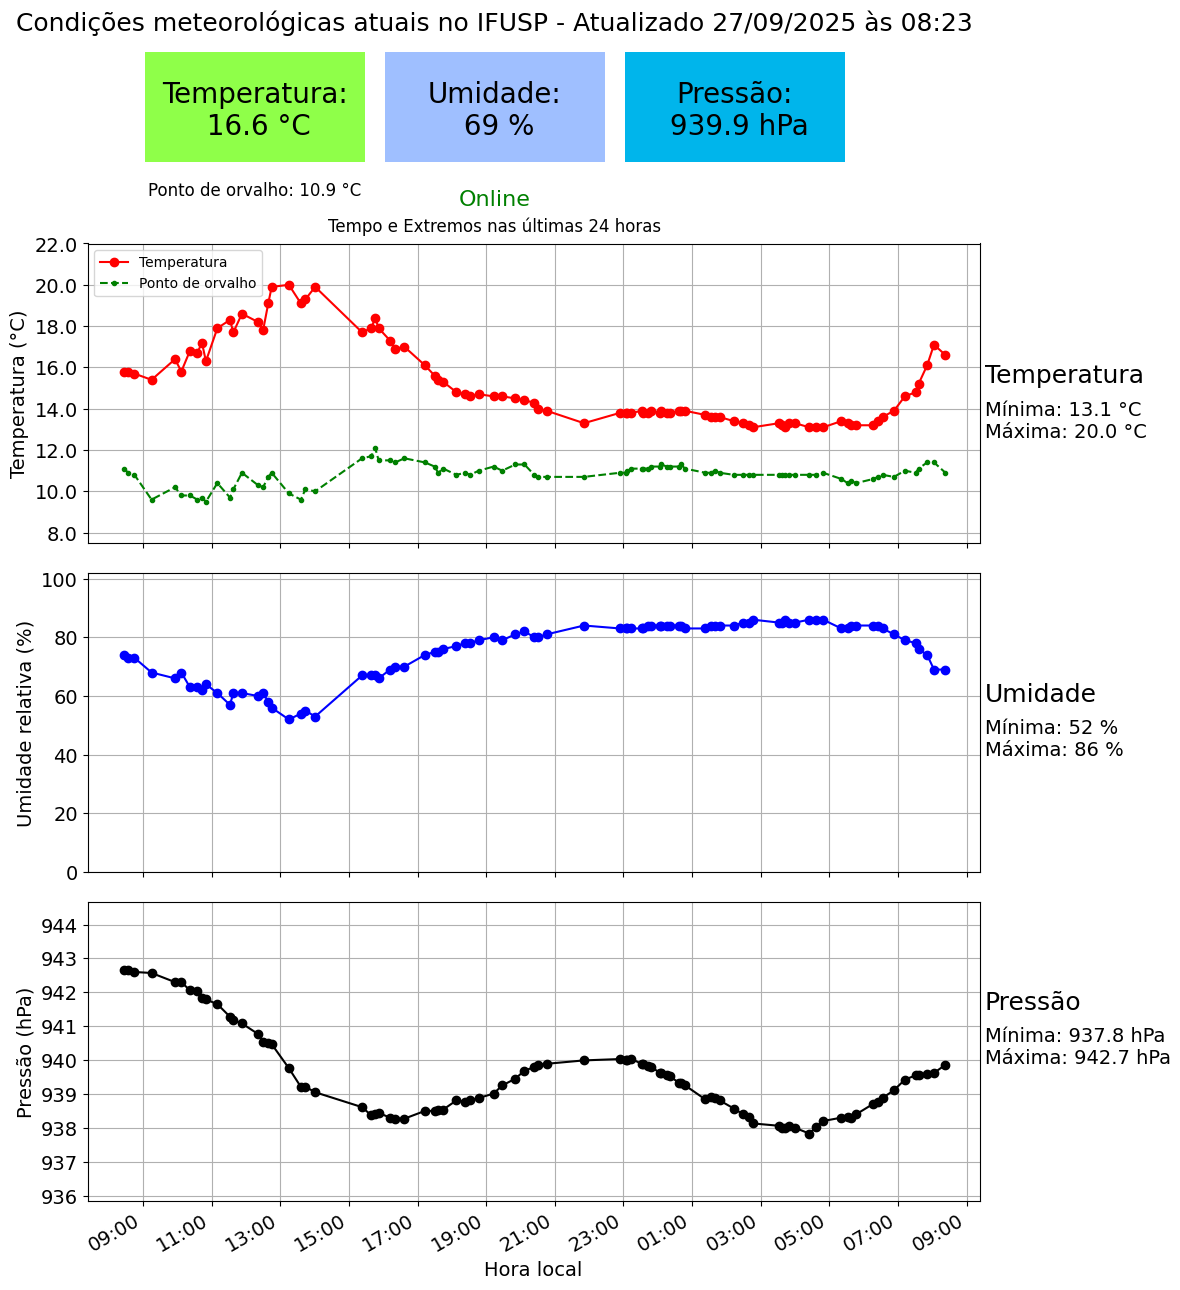 Condições meteorológicas atuais no IFUSP - Atualizado 27/09/2025 às 08:23
Temperatura:
16.6 °C
Umidade:
69 %
Pressão:
939.9 hPa
Ponto de orvalho: 10.9 °C
Online
Tempo e Extremos nas últimas 24 horas
Temperatura (°C)
22.0
20.0
18.0
16.0
14.0
12.0
10.0
8.0
Temperatura
Ponto de orvalho
Temperatura
Mínima: 13.1 °C
Máxima: 20.0 °C
Umidade relativa (%)
100
80
60
40
20
0
Umidade
Mínima: 52 %
Máxima: 86 %
Pressão (hPa)
944
943
942
941
940
939
938
937
936
Pressão
Mínima: 937.8 hPa
Máxima: 942.7 hPa
09:00 11:00 13:00 15:00 17:00 19:00 21:00 23:00 01:00 03:00 05:00 07:00 09:00
Hora local